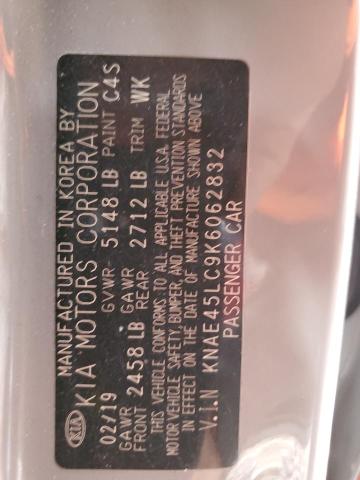 MANUFACTURED IN KOREA BY
KIA
KIA MOTORS CORPORATION
02/19 GVWR- 5148 LB PAINT C4S
GAWR FRONT 2458 LB GAWR REAR 2712 LB TRIM WK
THIS VEHICLE CONFORMS TO ALL APPLICABLE U.S.A. FEDERAL
MOTOR VEHICLE SAFETY, BUMPER, AND THEFT PREVENTION STANDARDS
IN EFFECT ON THE DATE OF MANUFACTURE SHOWN ABOVE
V.I.N KNAE45LC9K6062832
PASSENGER CAR